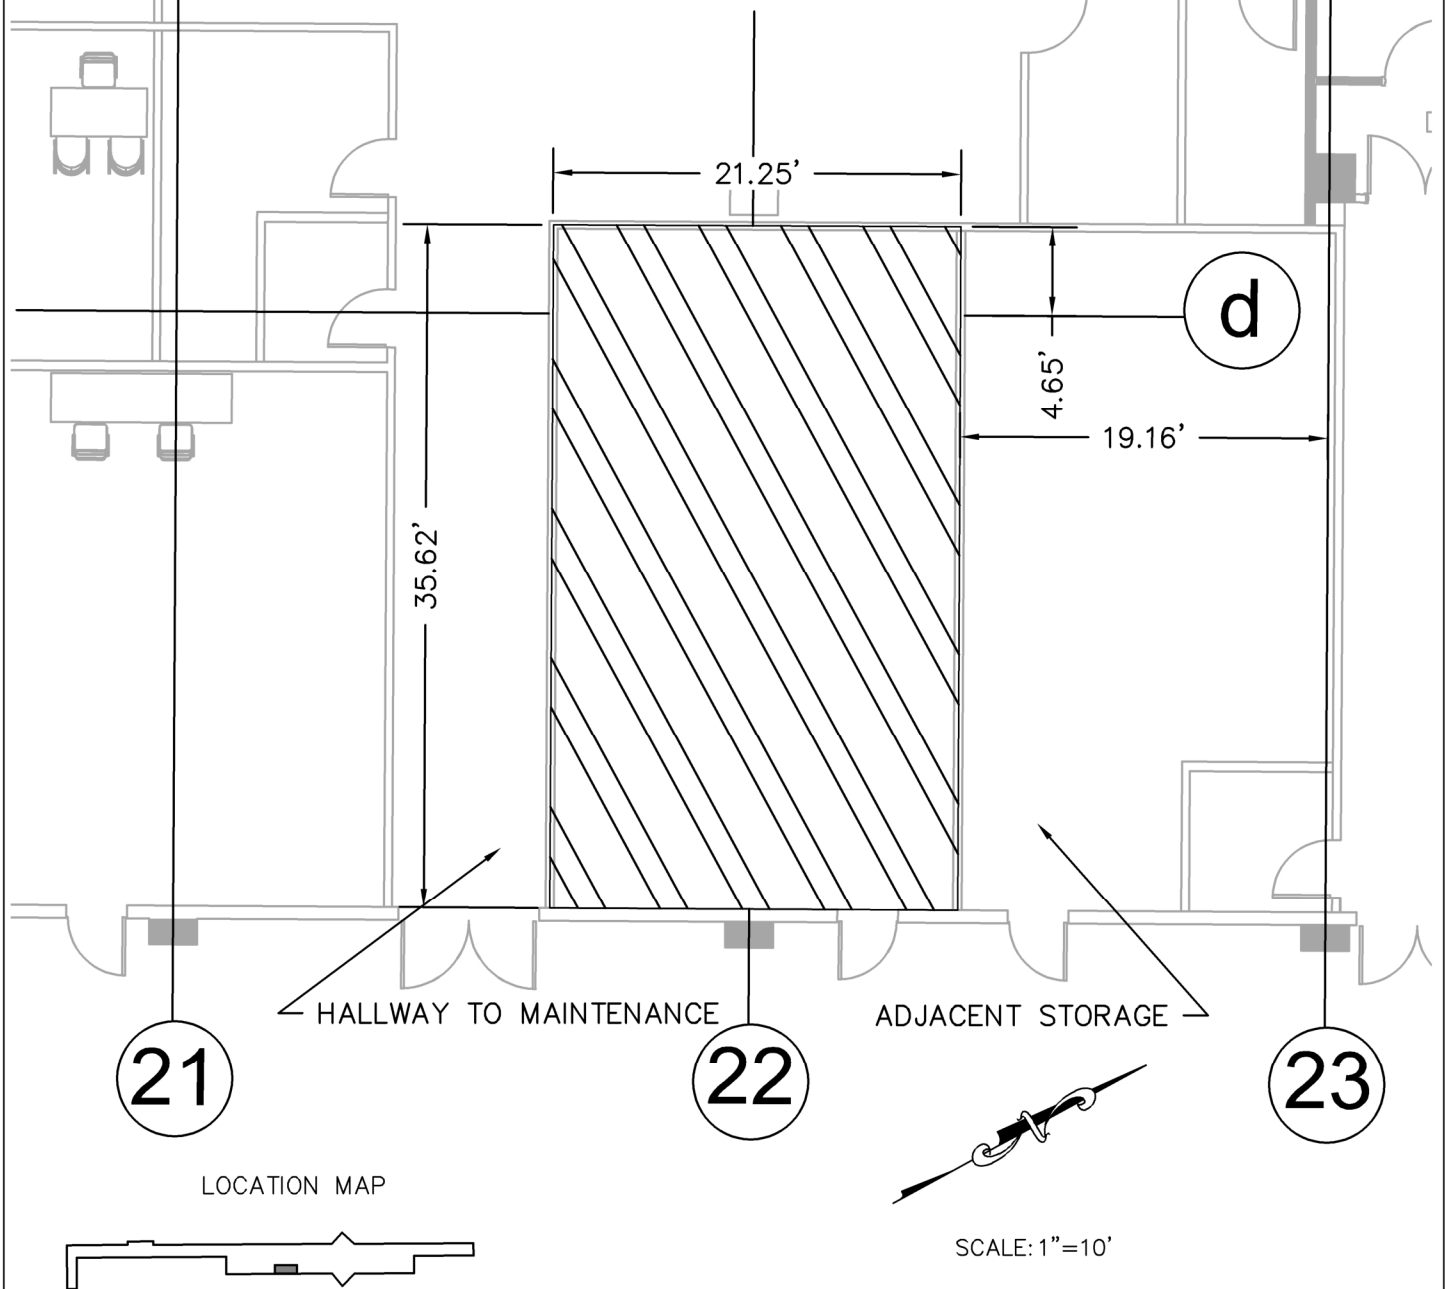 21.25’
d
4.65’
19.16’
35.62’
HALLWAY TO MAINTENANCE
ADJACENT STORAGE
21
22
23
N
LOCATION MAP
SCALE: 1”=10’